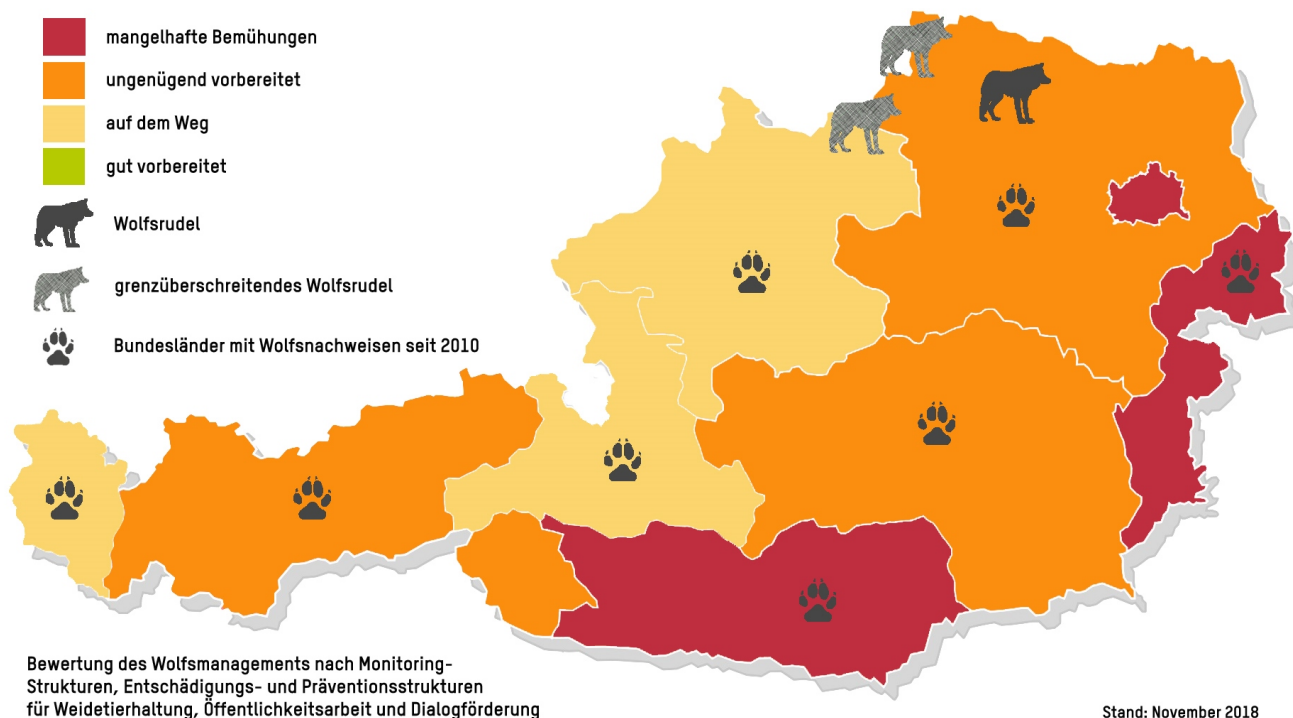 mangelhafte Bemühungen
ungenügend vorbereitet
auf dem Weg
gut vorbereitet
Wolfsrudel
grenzüberschreitendes Wolfsrudel
Bundesländer mit Wolfsnachweisen seit 2010
Bewertung des Wolfsmanagements nach Monitoring-
Strukturen, Entschädigungs- und Präventionsstrukturen
für Weidetierhaltung, Öffentlichkeitsarbeit und Dialogförderung
Stand: November 2018